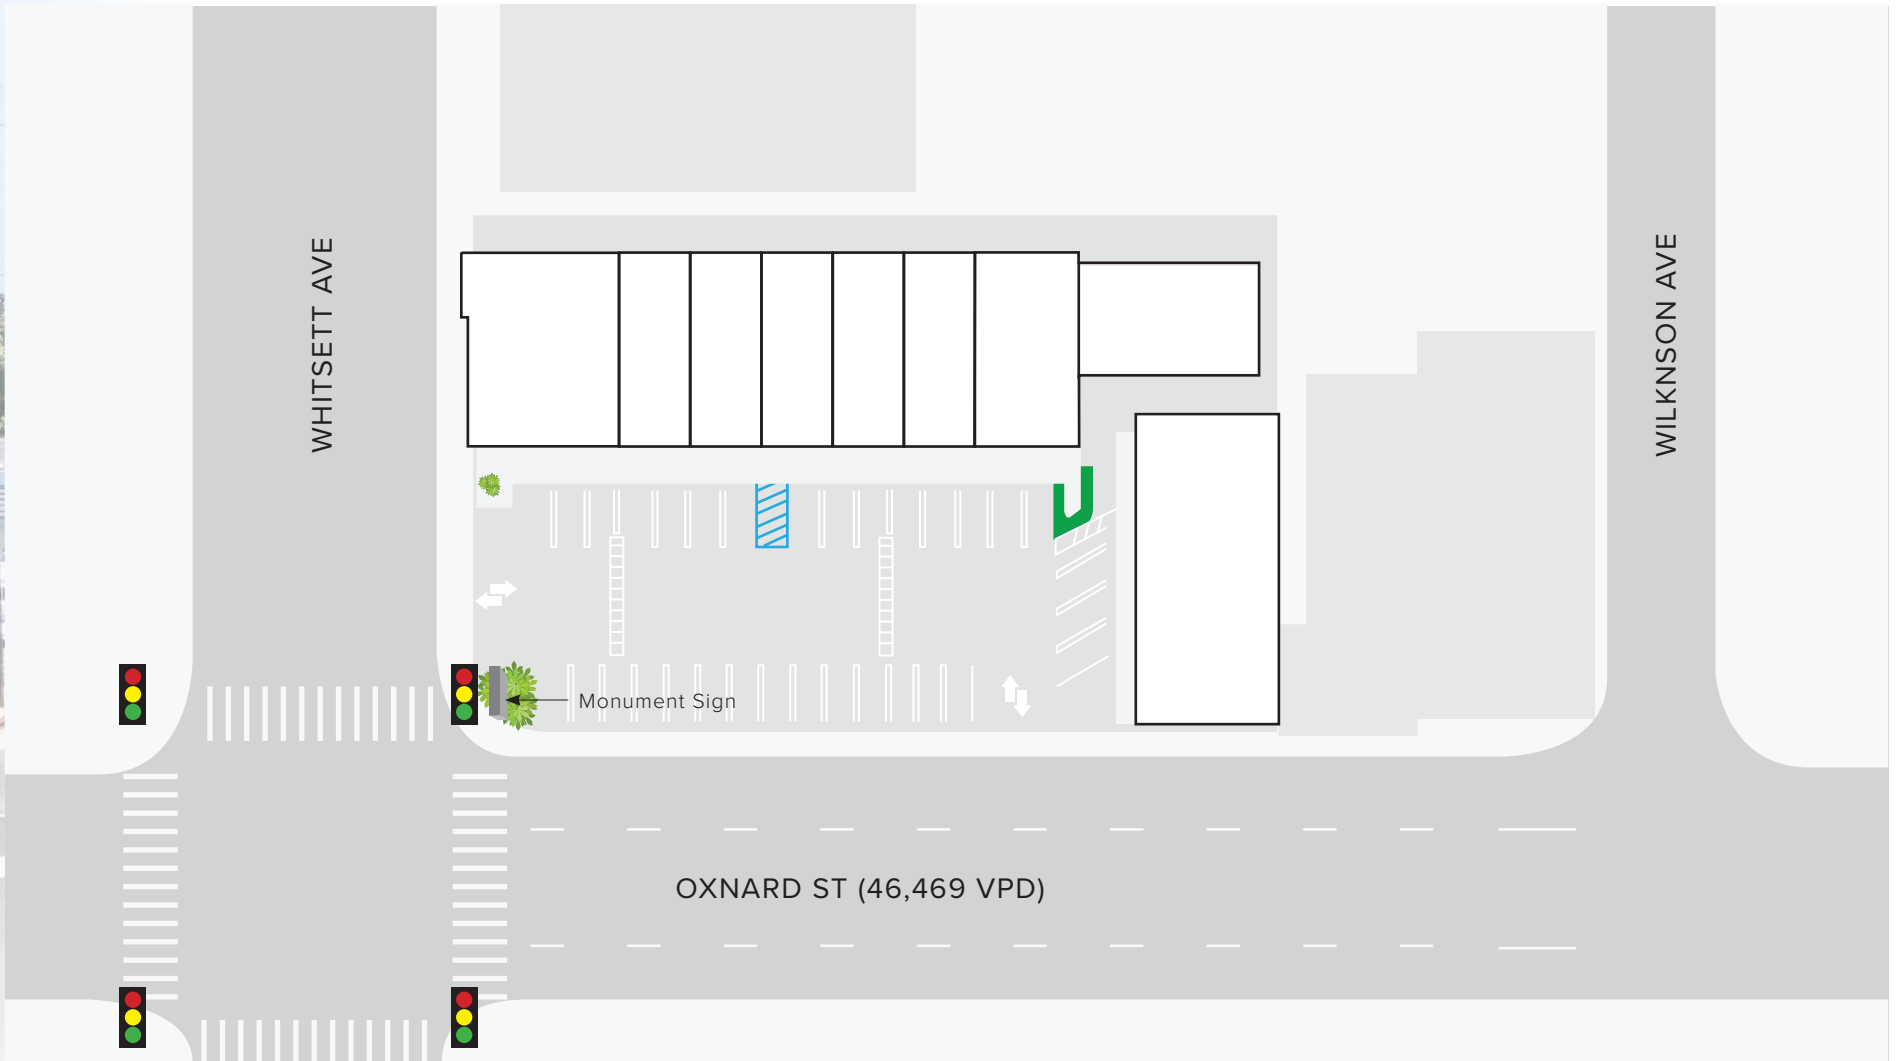 WHITSETT AVE
WILKNSON AVE
Monument Sign
OXNARD ST (46,469 VPD)